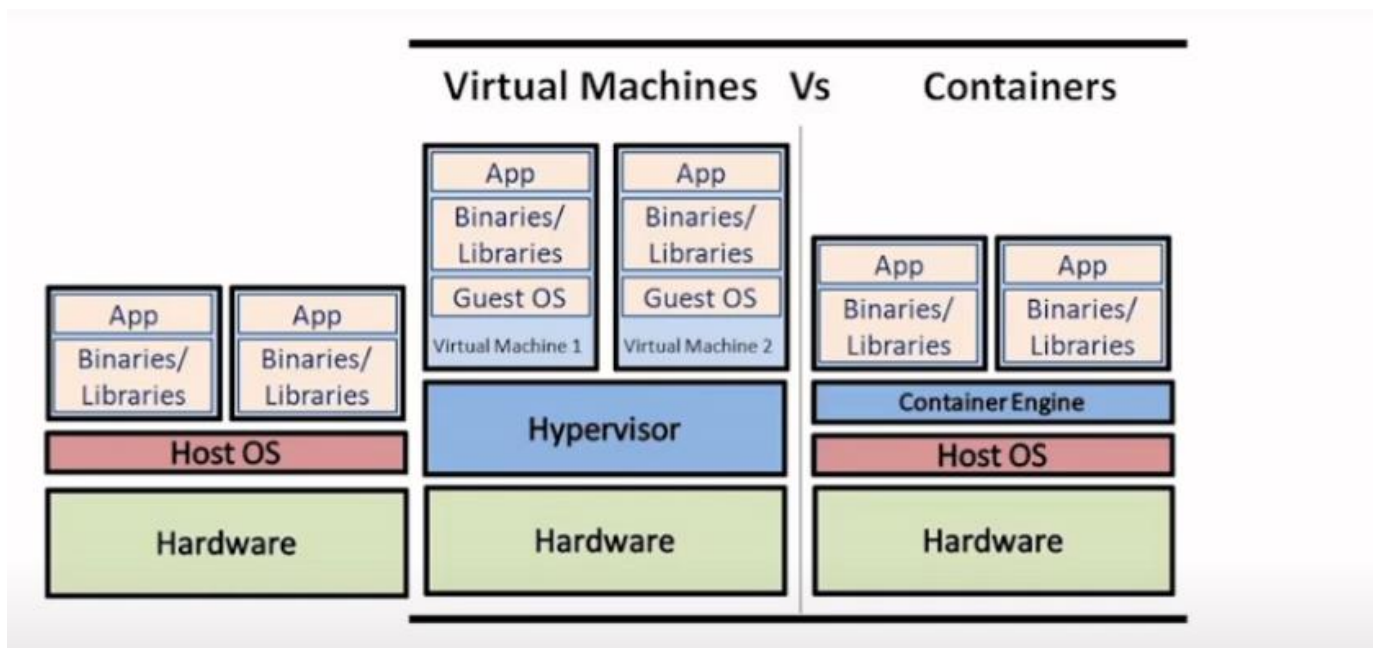 Virtual Machines Vs Containers
App
Binaries/
Libraries
App
Binaries/
Libraries
Host OS
Hardware
App
Binaries/
Libraries
Guest OS
Virtual Machine 1
App
Binaries/
Libraries
Guest OS
Virtual Machine 2
Hypervisor
Hardware
App
Binaries/
Libraries
App
Binaries/
Libraries
Container Engine
Host OS
Hardware